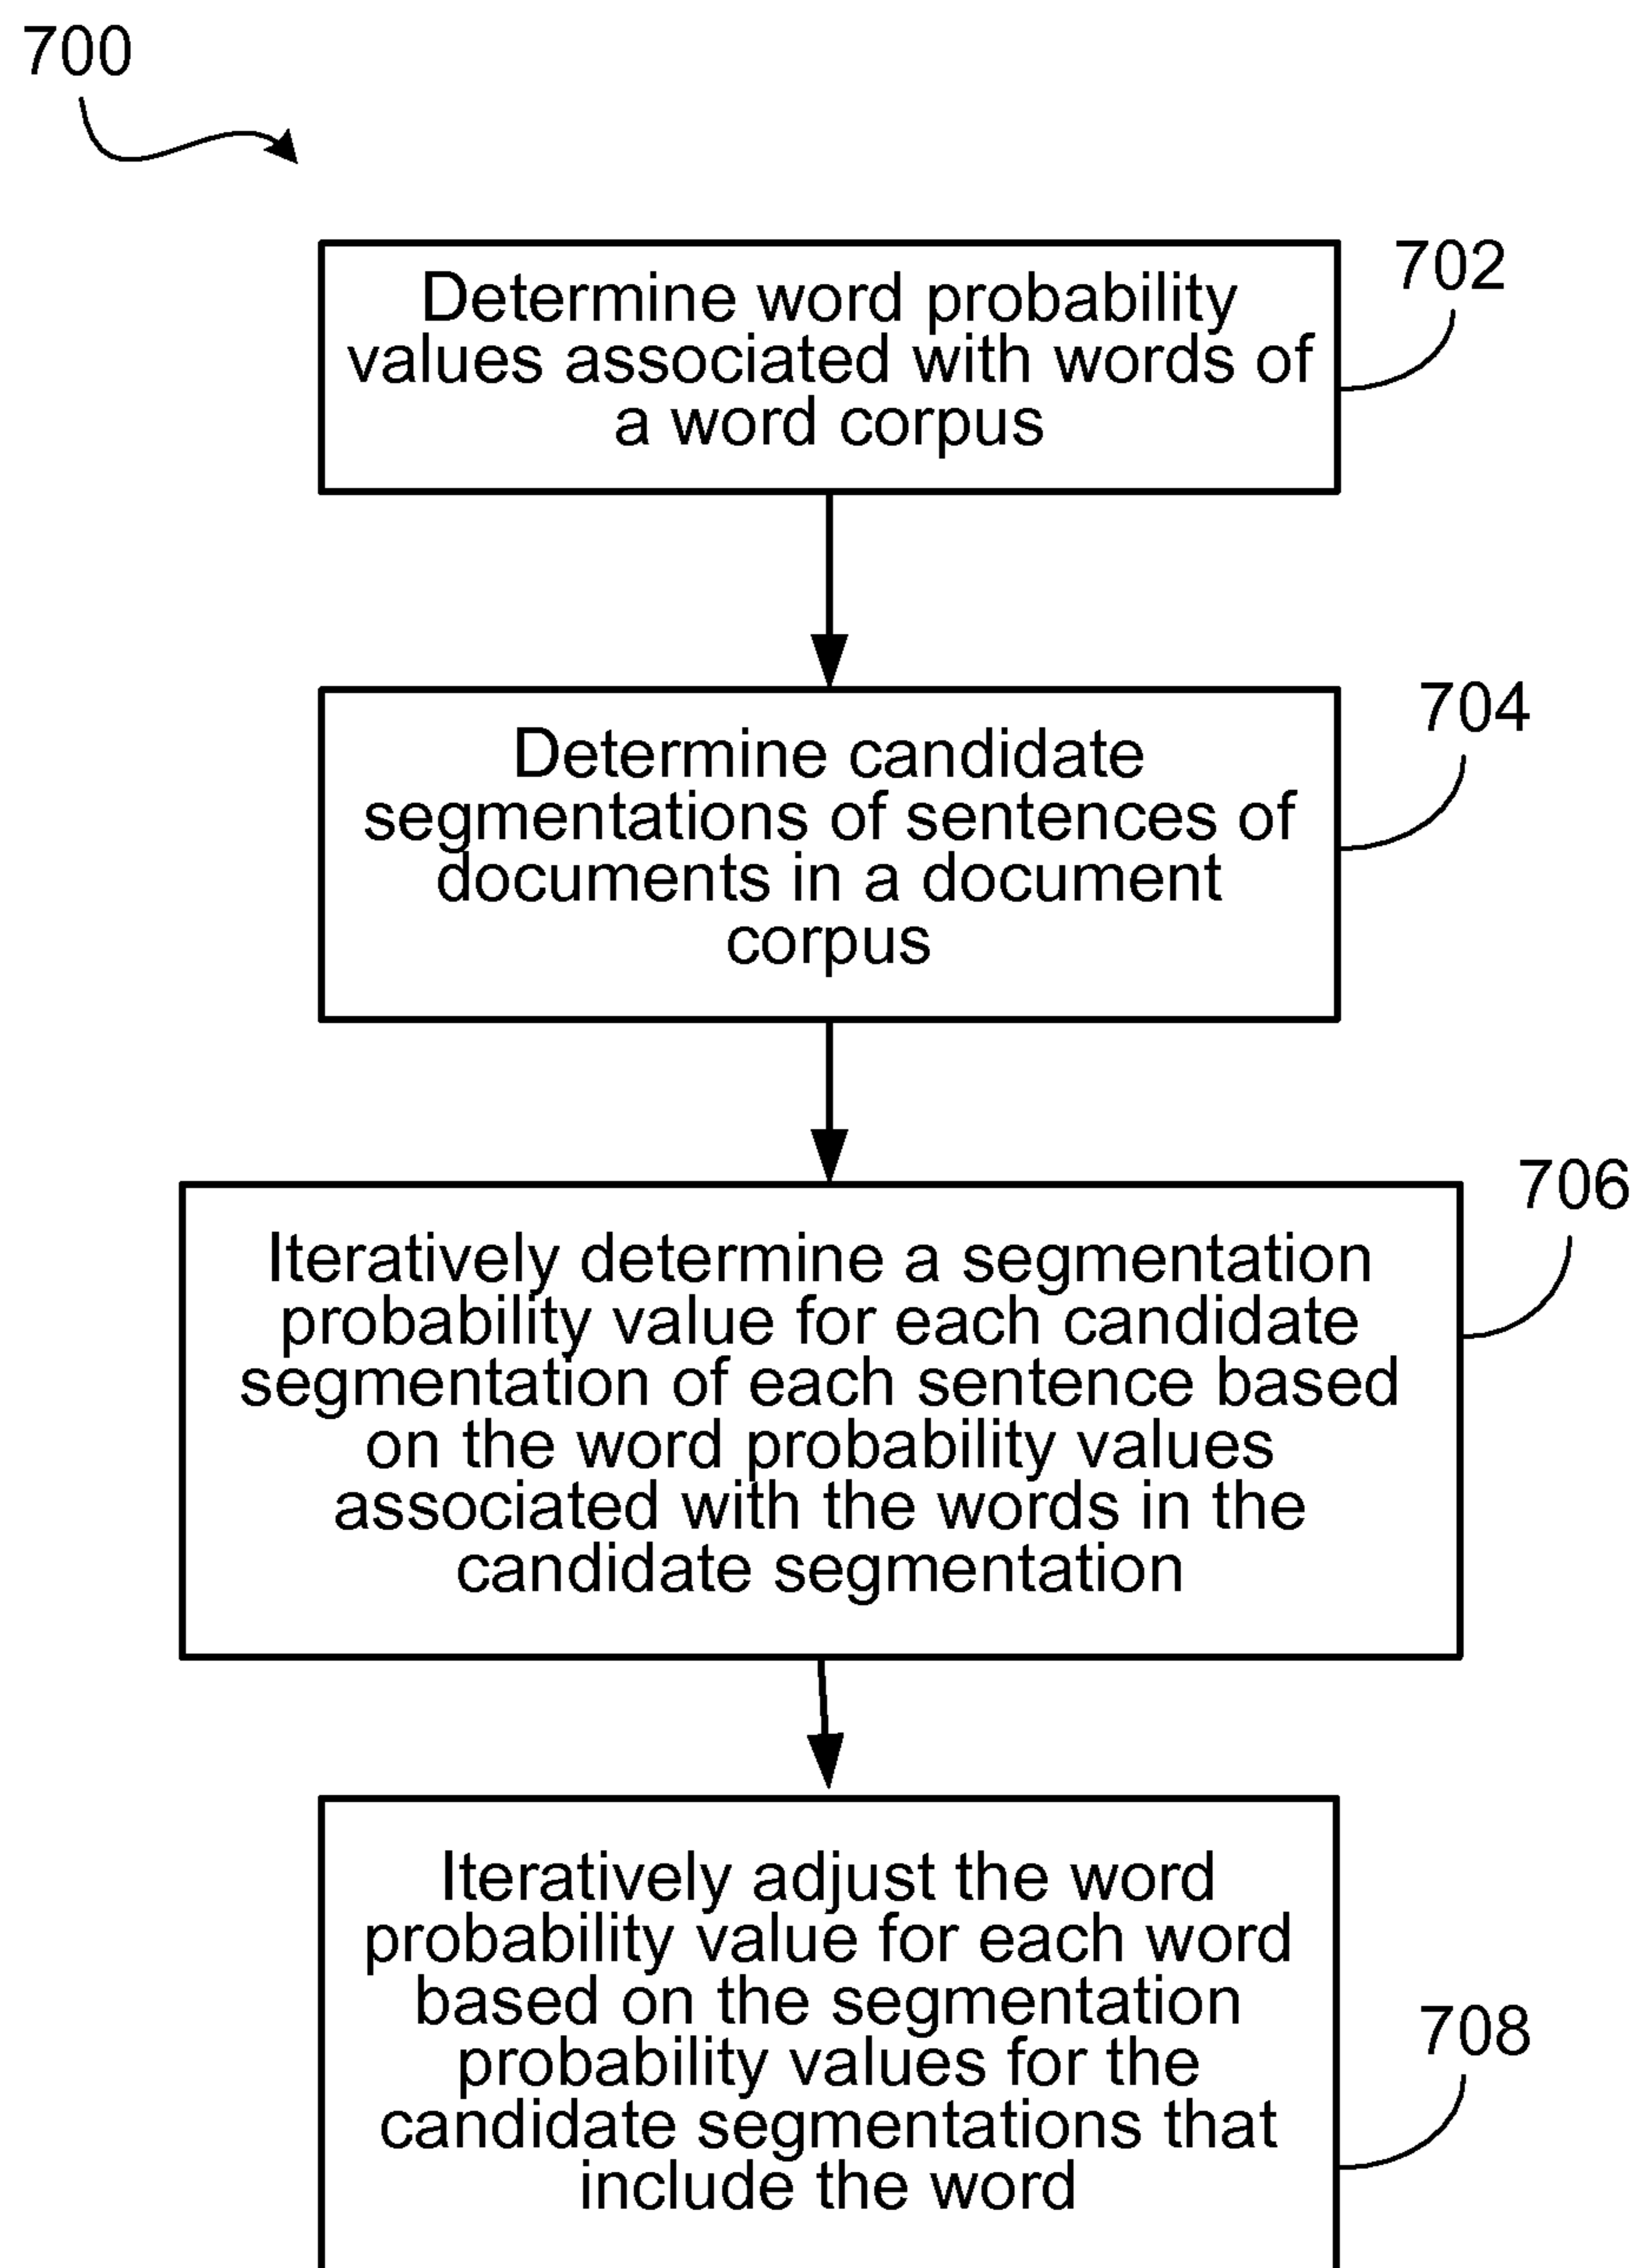 700
Determine word probability
values associated with words of
a word corpus
702
Determine candidate
segmentations of sentences of
documents in a document
corpus
704
Iteratively determine a segmentation
probability value for each candidate
segmentation of each sentence based
on the word probability values
associated with the words in the
candidate segmentation
706
Iteratively adjust the word
probability value for each word
based on the segmentation
probability values for the
candidate segmentations that
include the word
708